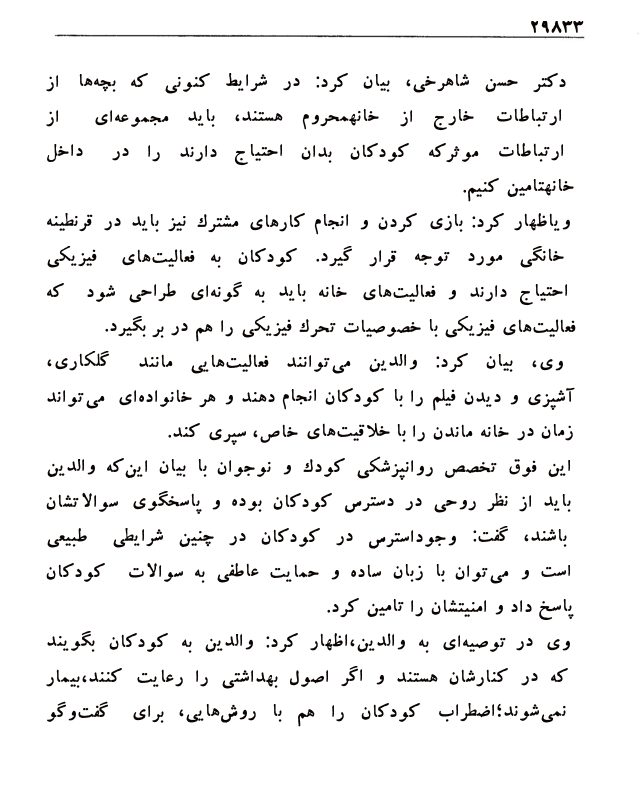 ۲۹۸۳۳
دکتر حسن شاهرخی، بیان کرد: در شرایط کنونی که بچه‌ها از
ارتباطات خارج از خانهمحروم هستند، باید مجموعه‌ای از
ارتباطات موثرکه کودکان بدان احتیاج دارند را در داخل
خانهتامین کنیم.
ویاظهار کرد: بازی کردن و انجام کارهای مشترك نیز باید در قرنطینه
خانگی مورد توجه قرار گیرد. کودکان به فعالیت‌های فیزیکی
احتیاج دارند و فعالیت‌های خانه باید به گونه‌ای طراحی شود که
فعالیت‌های فیزیکی با خصوصیات تحرك فیزیکی را هم در بر بگیرد.
وی، بیان کرد: والدین می‌توانند فعالیت‌هایی مانند گلکاری،
آشپزی و دیدن فیلم را با کودکان انجام دهند و هر خانواده‌ای می‌تواند
زمان در خانه ماندن را با خلاقیت‌های خاص، سپری کند.
این فوق تخصص روانپزشکی کودك و نوجوان با بیان این‌که والدین
باید از نظر روحی در دسترس کودکان بوده و پاسخگوی سوالاتشان
باشند، گفت: وجوداسترس در کودکان در چنین شرایطی طبیعی
است و می‌توان با زبان ساده و حمایت عاطفی به سوالات کودکان
پاسخ داد و امنیتشان را تامین کرد.
وی در توصیه‌ای به والدین،اظهار کرد: والدین به کودکان بگویند
که در کنارشان هستند و اگر اصول بهداشتی را رعایت کنند،بیمار
نمی‌شوند؛اضطراب کودکان را هم با روش‌هایی، برای گفت‌وگو